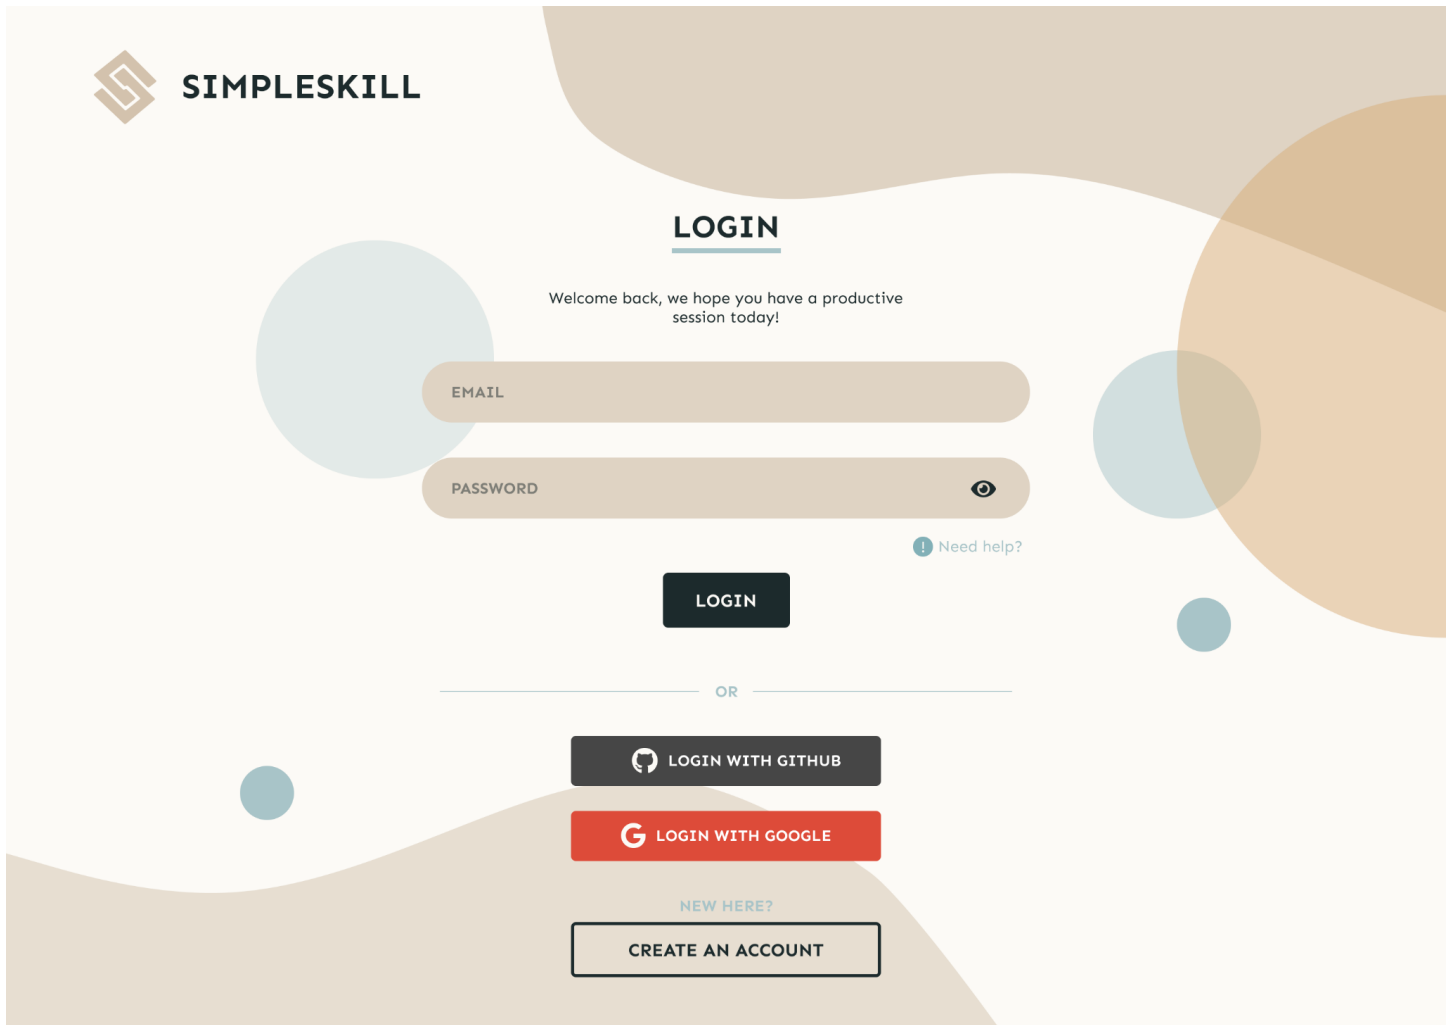 SIMPLESKILL
LOGIN
Welcome back, we hope you have a productive
session today!
EMAIL
PASSWORD
! Need help?
LOGIN
OR
LOGIN WITH GITHUB
G LOGIN WITH GOOGLE
NEW HERE?
CREATE AN ACCOUNT